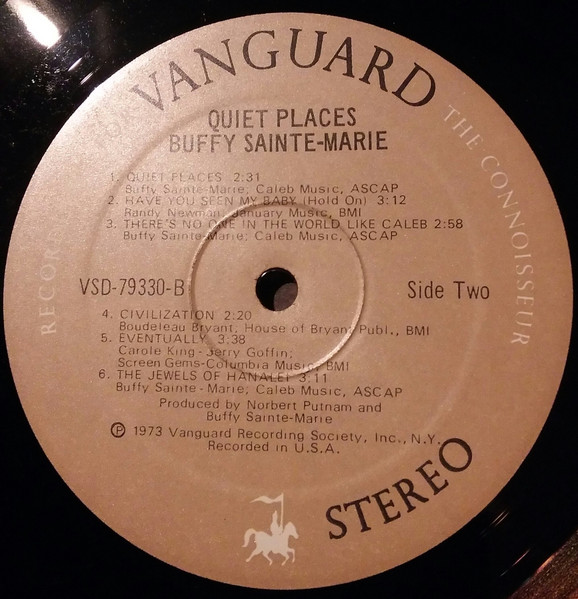 VANGUARD
RECORDINGS FOR THE CONNOISSEUR
QUIET PLACES
BUFFY SAINTE-MARIE
1. QUIET PLACES 2:31
Buffy Sainte-Marie; Caleb Music, ASCAP
2. HAVE YOU SEEN MY BABY (Hold On) 3:12
Randy Newman; January Music, BMI
3. THERE'S NO ONE IN THE WORLD LIKE CALEB 2:58
Buffy Sainte-Marie; Caleb Music, ASCAP
VSD-79330-B
Side Two
4. CIVILIZATION 2:20
Boudeleau Bryant, House of Bryant Publ., BMI
5. EVENTUALLY 3:38
Carole King-Jerry Goffin;
Screen Gems-Columbia Music, BMI
6. THE JEWELS OF HANALEI 3:11
Buffy Sainte-Marie; Caleb Music, ASCAP
Produced by Norbert Putnam and
Buffy Sainte-Marie
℗ 1973 Vanguard Recording Society, Inc., N.Y.
Recorded in U.S.A.
STEREO